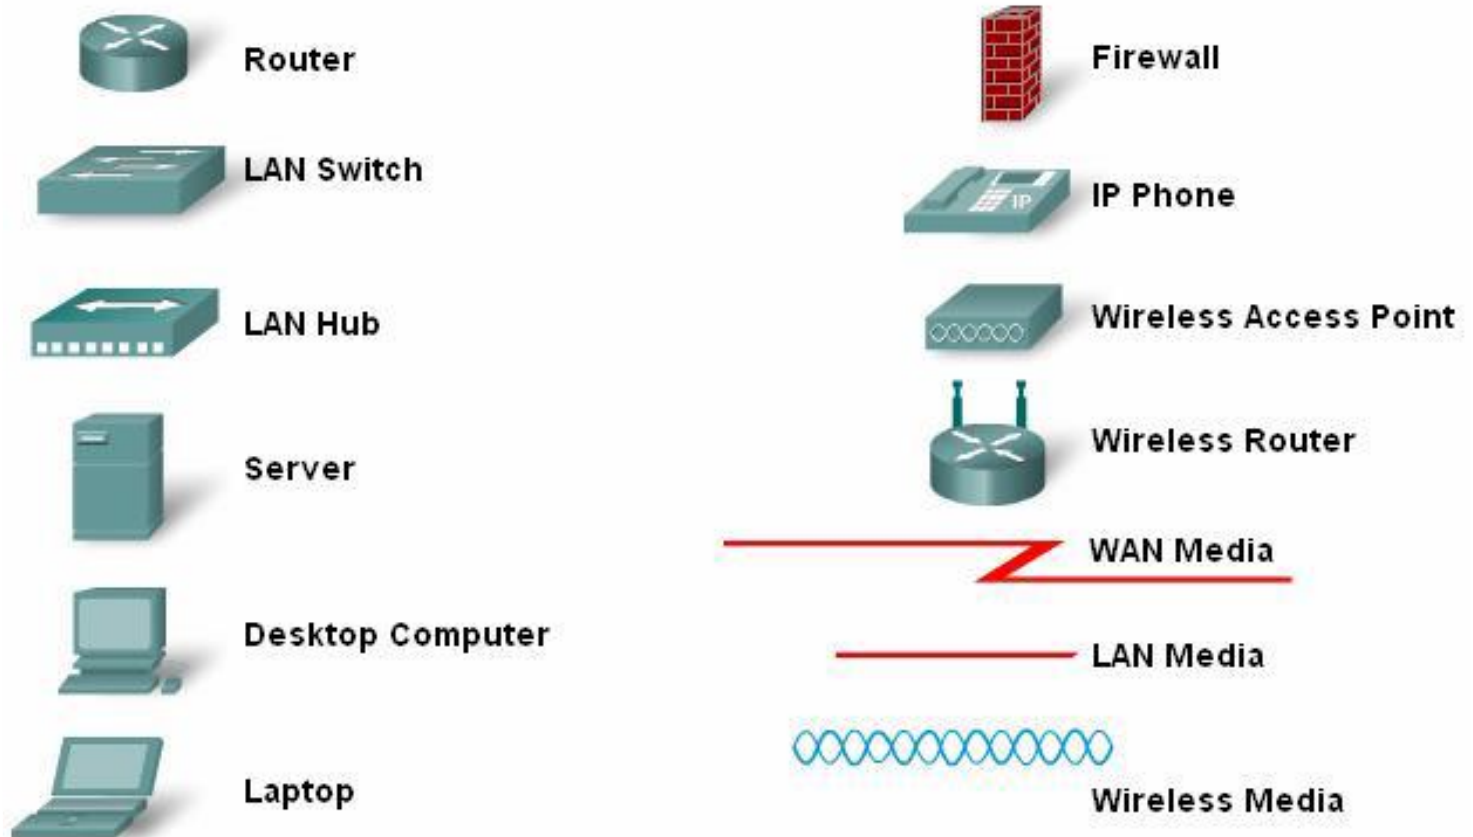 Router
LAN Switch
LAN Hub
Server
Desktop Computer
Laptop
Firewall
IP
IP Phone
Wireless Access Point
Wireless Router
WAN Media
LAN Media
Wireless Media